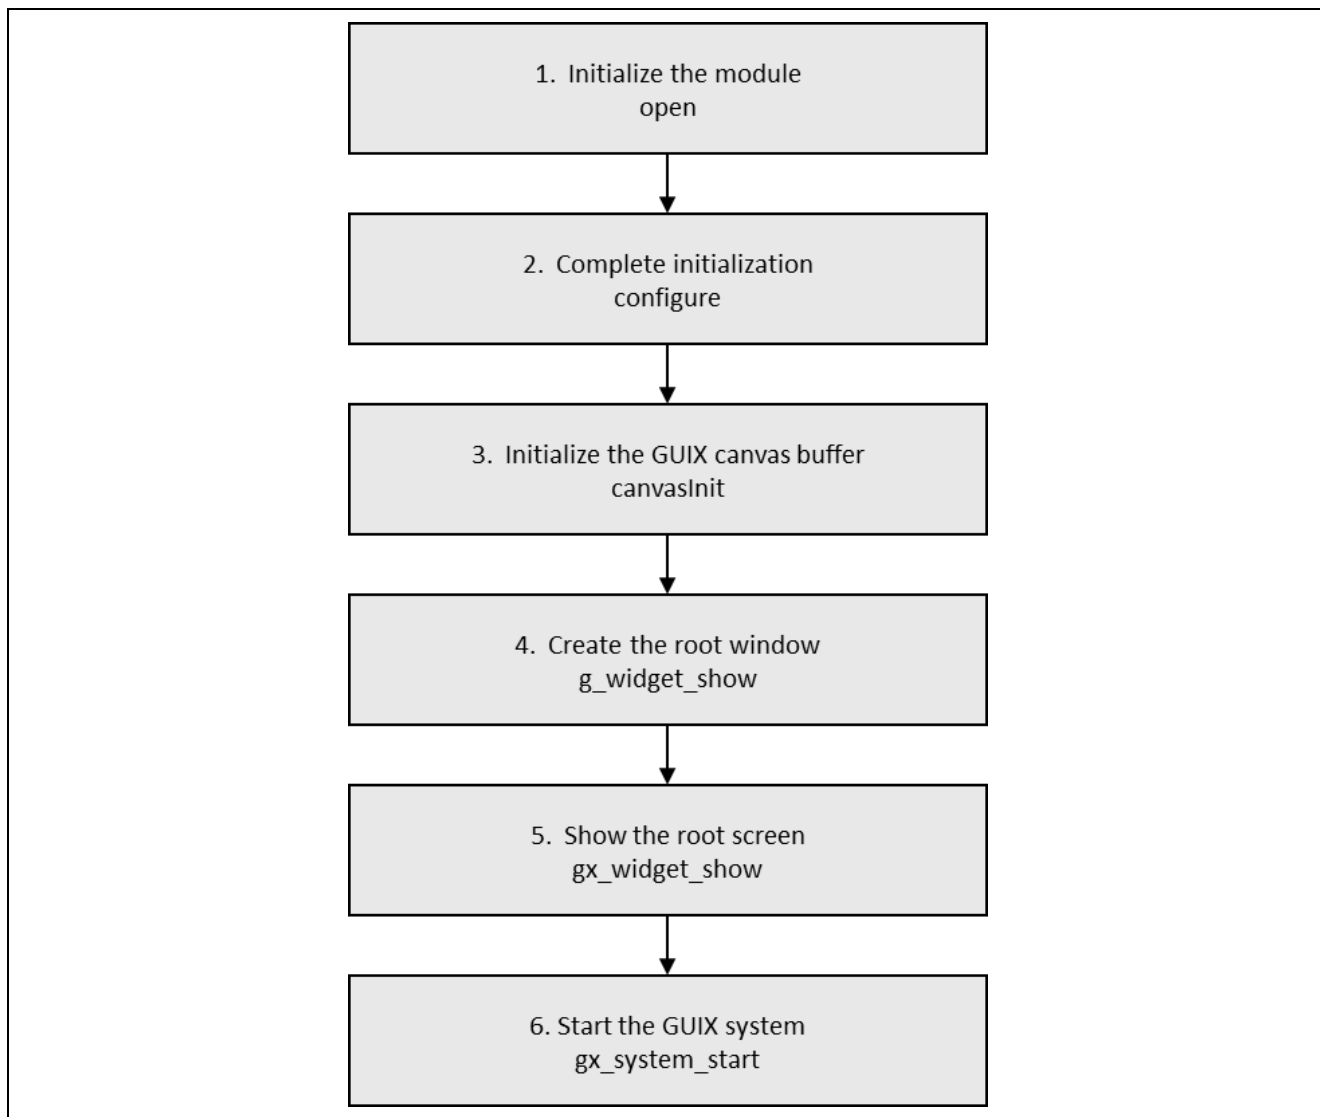 1. Initialize the module
open
2. Complete initialization
configure
3. Initialize the GUIX canvas buffer
canvasInit
4. Create the root window
g_widget_show
5. Show the root screen
gx_widget_show
6. Start the GUIX system
gx_system_start